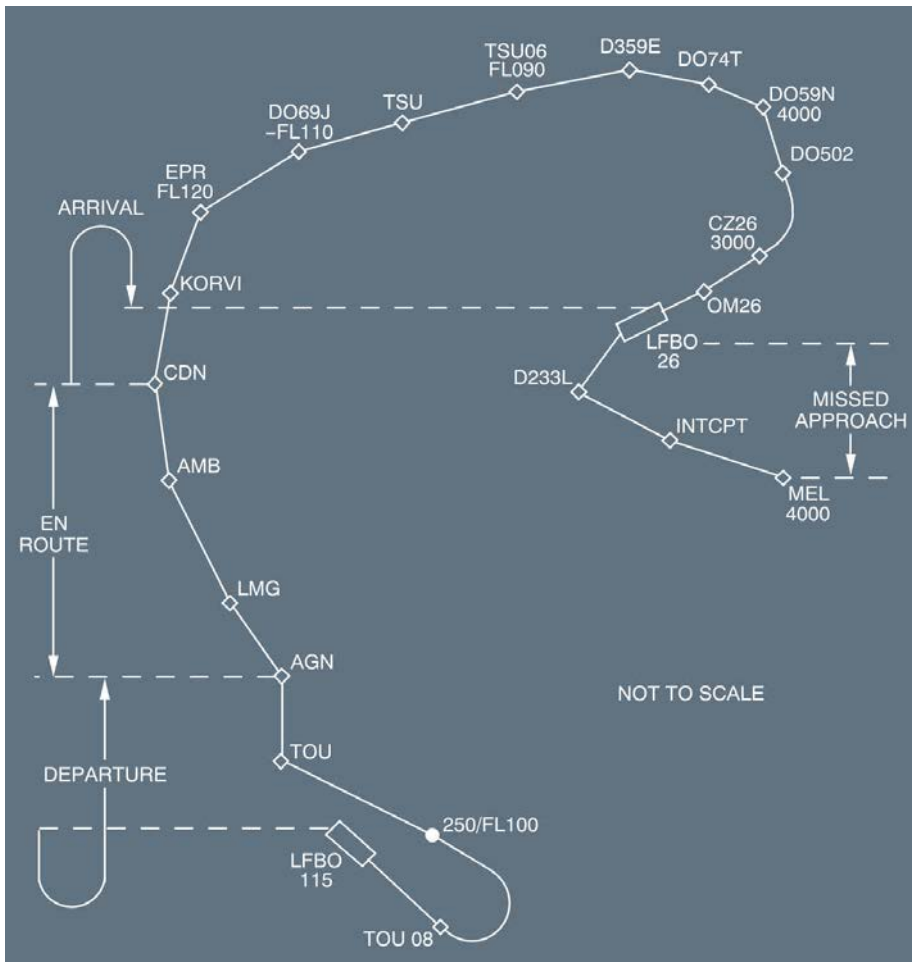 TSU06
FL090
D359E
DO74T
DO59N
4000
DO502
TSU
DO69J
–FL110
EPR
FL120
ARRIVAL
CZ26
3000
KORVI
OM26
LFBO
26
CDN
D233L
MISSED
APPROACH
INTCPT
AMB
MEL
4000
EN
ROUTE
LMG
AGN
NOT TO SCALE
TOU
DEPARTURE
250/FL100
LFBO
115
TOU 08